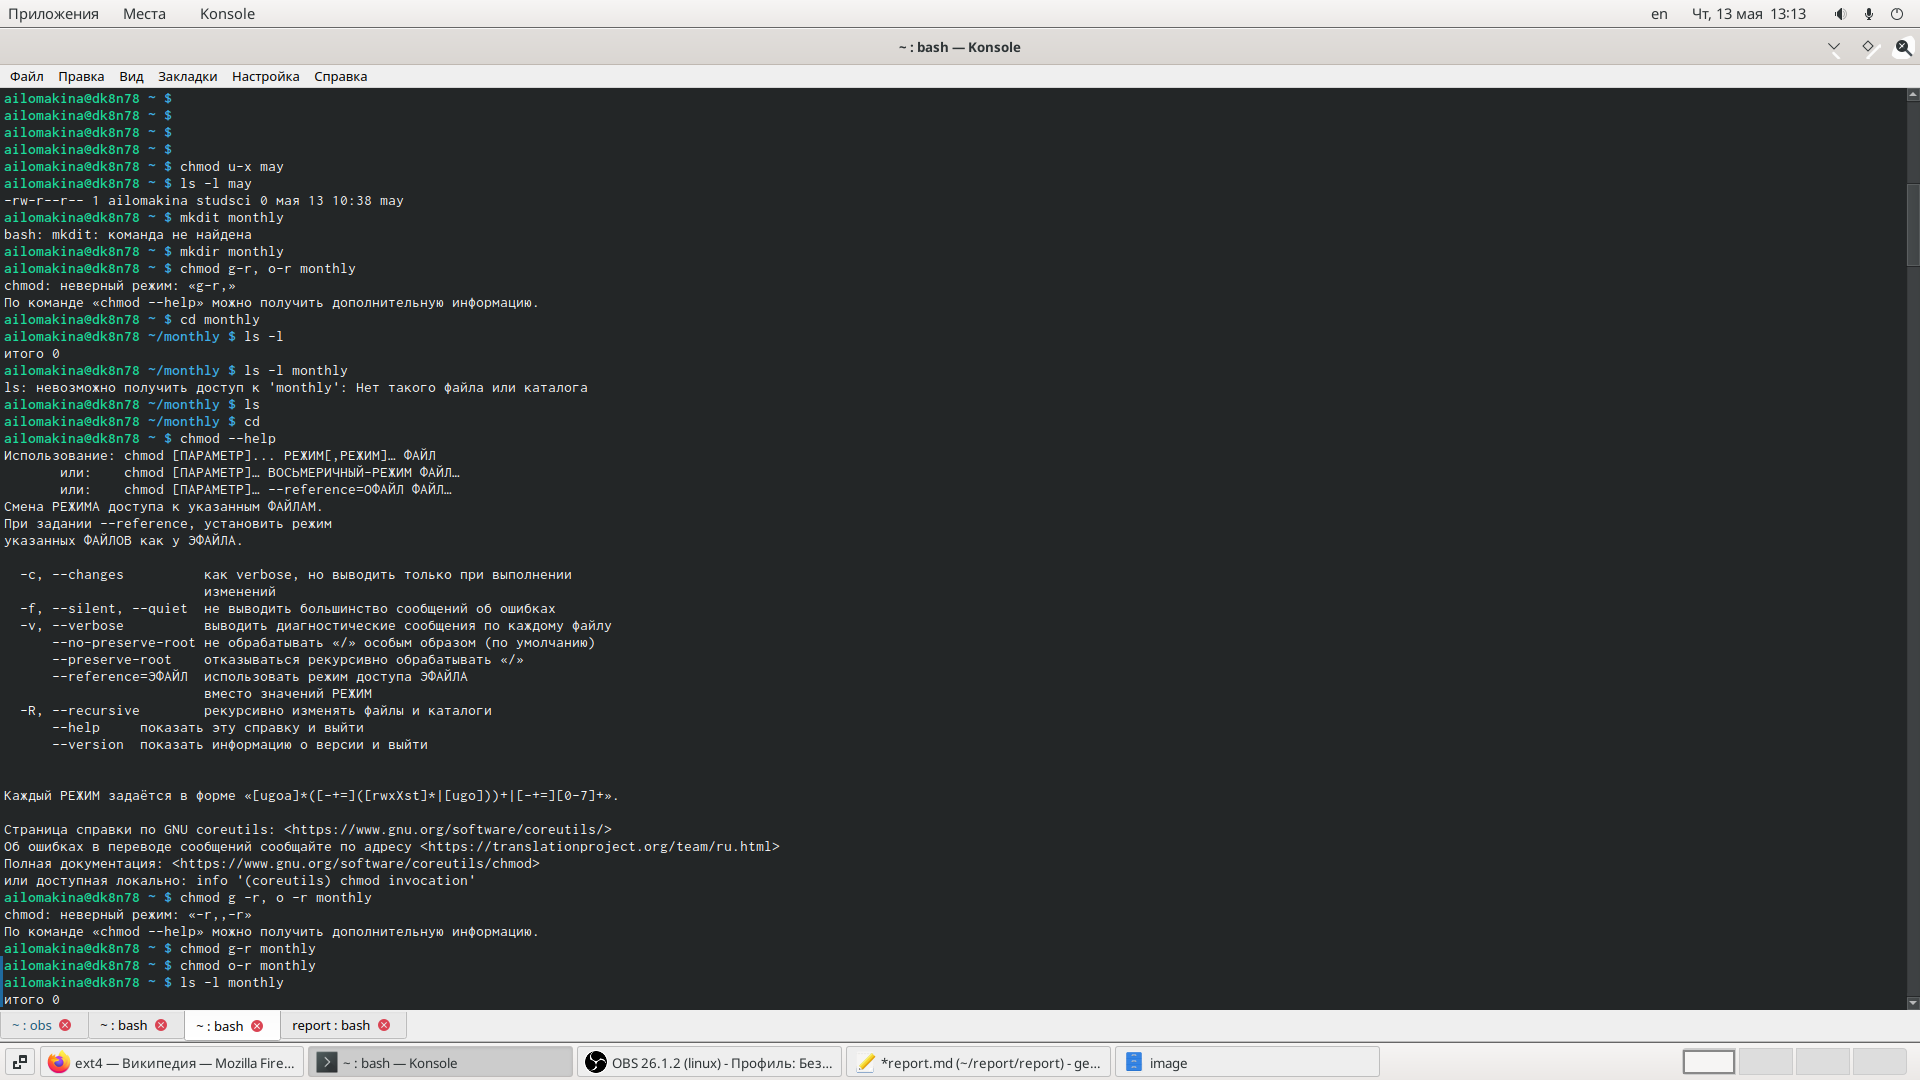 Приложения Места Konsole en Чт, 13 мая 13:13
~ : bash — Konsole
Файл Правка Вид Закладки Настройка Справка
ailomakina@dk8n78 ~ $
ailomakina@dk8n78 ~ $
ailomakina@dk8n78 ~ $
ailomakina@dk8n78 ~ $
ailomakina@dk8n78 ~ $ chmod u-x may
ailomakina@dk8n78 ~ $ ls -l may
-rw-r--r-- 1 ailomakina studsci 0 мая 13 10:38 may
ailomakina@dk8n78 ~ $ mkdit monthly
bash: mkdit: команда не найдена
ailomakina@dk8n78 ~ $ mkdir monthly
ailomakina@dk8n78 ~ $ chmod g-r, o-r monthly
chmod: неверный режим: «g-r,»
По команде «chmod --help» можно получить дополнительную информацию.
ailomakina@dk8n78 ~ $ cd monthly
ailomakina@dk8n78 ~/monthly $ ls -l
итого 0
ailomakina@dk8n78 ~/monthly $ ls -l monthly
ls: невозможно получить доступ к 'monthly': Нет такого файла или каталога
ailomakina@dk8n78 ~/monthly $ ls
ailomakina@dk8n78 ~/monthly $ cd
ailomakina@dk8n78 ~ $ chmod --help
Использование: chmod [ПАРАМЕТР]... РЕЖИМ[,РЕЖИМ]… ФАЙЛ
или: chmod [ПАРАМЕТР]… ВОСЬМЕРИЧНЫЙ-РЕЖИМ ФАЙЛ…
или: chmod [ПАРАМЕТР]… --reference=ОФАЙЛ ФАЙЛ…
Смена РЕЖИМА доступа к указанным ФАЙЛАМ.
При задании --reference, установить режим
указанных ФАЙЛОВ как у ЭФАЙЛА.
-c, --changes как verbose, но выводить только при выполнении
изменений
-f, --silent, --quiet не выводить большинство сообщений об ошибках
-v, --verbose выводить диагностические сообщения по каждому файлу
--no-preserve-root не обрабатывать «/» особым образом (по умолчанию)
--preserve-root отказываться рекурсивно обрабатывать «/»
--reference=ЭФАЙЛ использовать режим доступа ЭФАЙЛА
вместо значений РЕЖИМ
-R, --recursive рекурсивно изменять файлы и каталоги
--help показать эту справку и выйти
--version показать информацию о версии и выйти
Каждый РЕЖИМ задаётся в форме «[ugoa]*([-+=]([rwxXst]*|[ugo]))+|[-+=][0-7]+».
Страница справки по GNU coreutils: <https://www.gnu.org/software/coreutils/>
Об ошибках в переводе сообщений сообщайте по адресу <https://translationproject.org/team/ru.html>
Полная документация: <https://www.gnu.org/software/coreutils/chmod>
или доступная локально: info '(coreutils) chmod invocation'
ailomakina@dk8n78 ~ $ chmod g -r, o -r monthly
chmod: неверный режим: «-r,,-r»
По команде «chmod --help» можно получить дополнительную информацию.
ailomakina@dk8n78 ~ $ chmod g-r monthly
ailomakina@dk8n78 ~ $ chmod o-r monthly
ailomakina@dk8n78 ~ $ ls -l monthly
итого 0
~ : obs ~ : bash ~ : bash report : bash
ext4 — Википедия — Mozilla Fire... ~ : bash — Konsole OBS 26.1.2 (linux) - Профиль: Без... *report.md (~/report/report) - ge... image